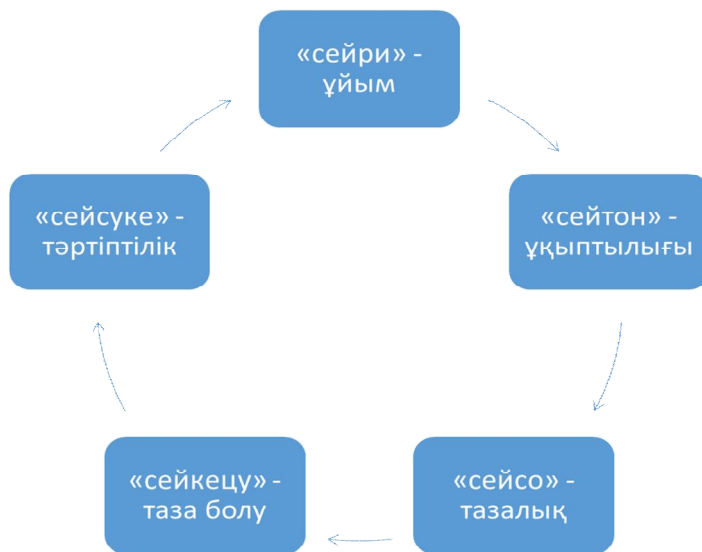 «сейри» -
ұйым
«сейтон» -
ұқыптылығы
«сейсо» -
тазалық
«сейкецу» -
таза болу
«сейсуке» -
тәртіптілік